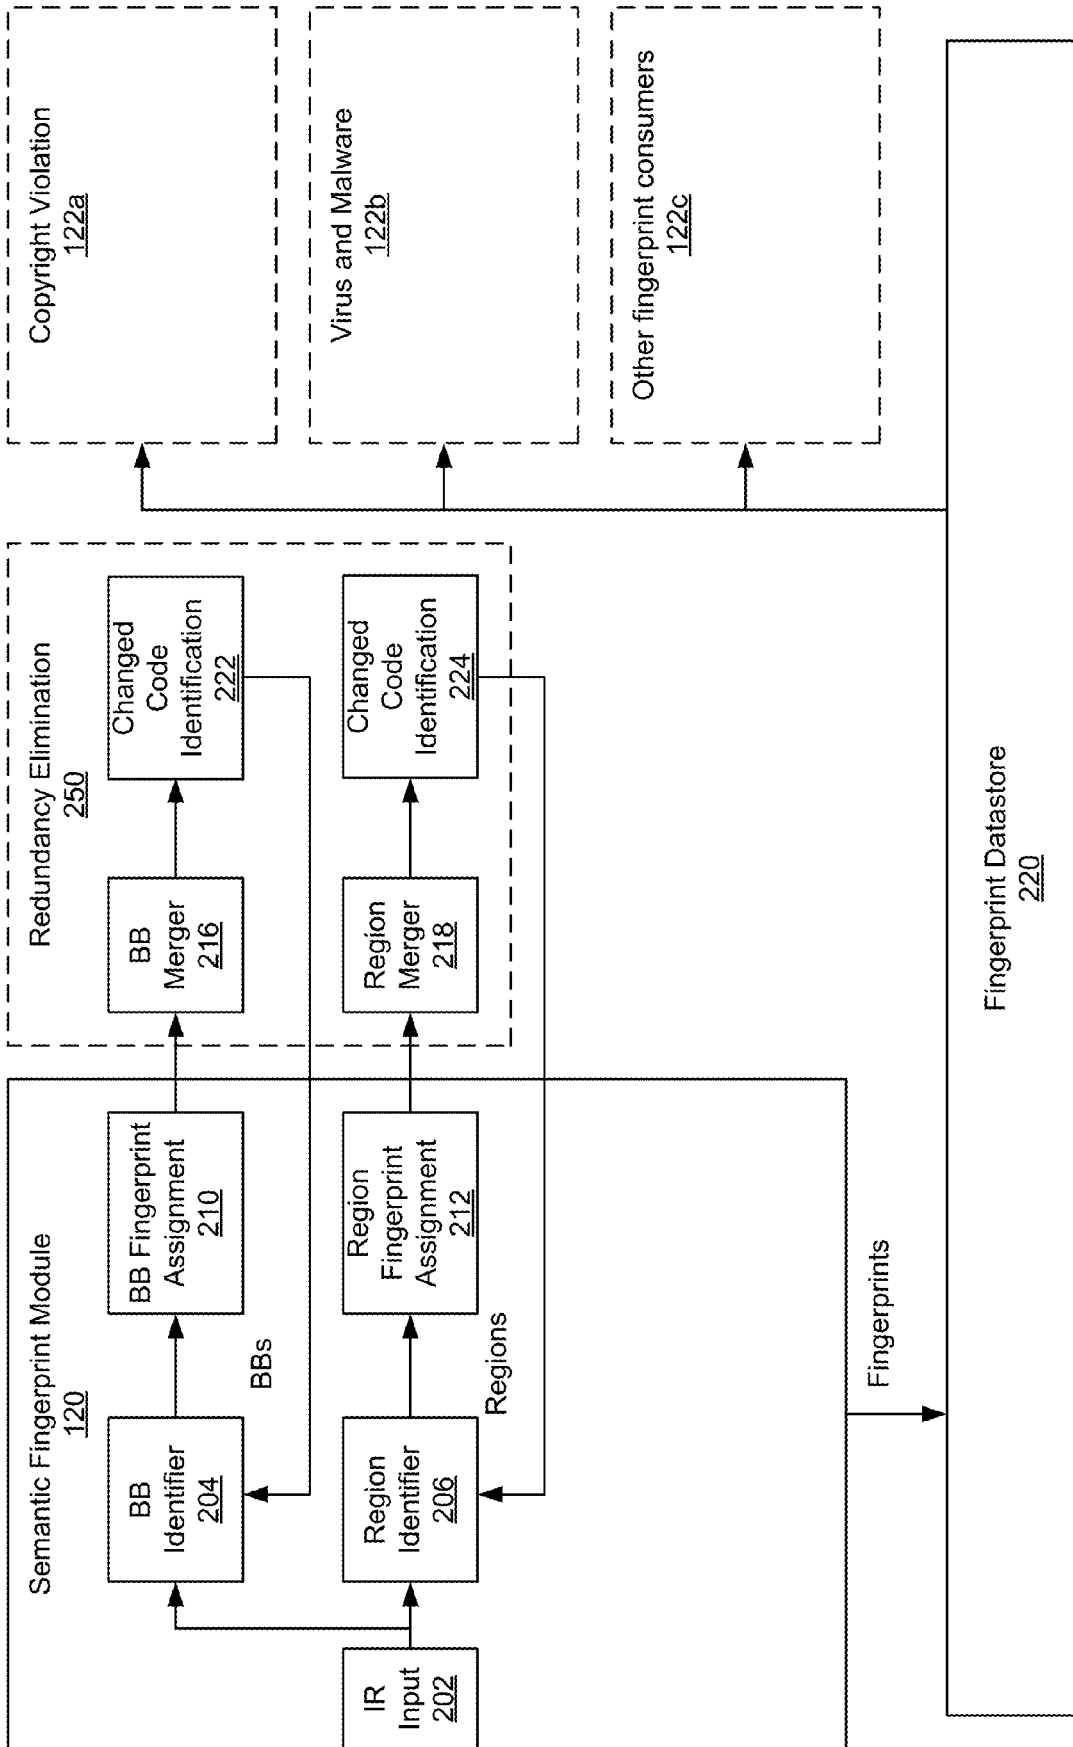 Semantic Fingerprint Module
120
IR
Input
202
BB
Identifier
204
BB Fingerprint
Assignment
210
BBs
Region
Identifier
206
Region
Fingerprint
Assignment
212
Regions
Redundancy Elimination
250
BB
Merger
216
Changed
Code
Identification
222
Region
Merger
218
Changed
Code
Identification
224
Copyright Violation
122a
Virus and Malware
122b
Other fingerprint consumers
122c
Fingerprints
Fingerprint Datastore
220